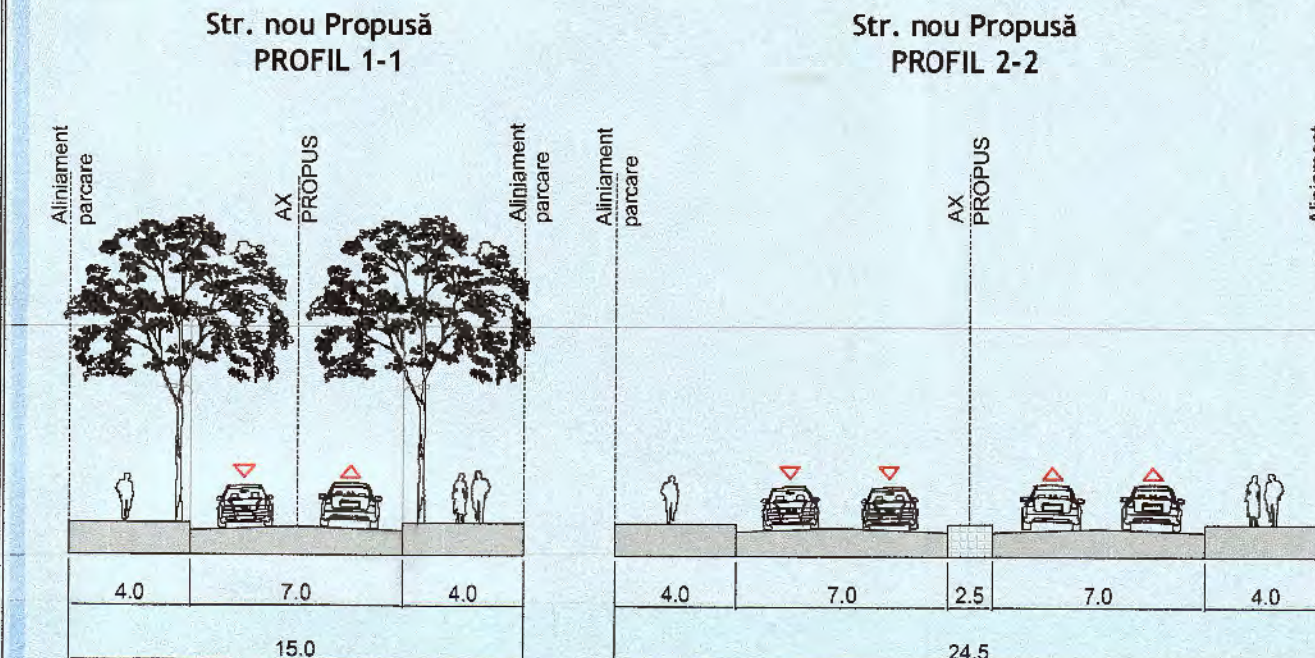 Str. nou Propusă
PROFIL 1-1
Aliniament
parcare
AX
PROPUS
Aliniament
parcare
4.0
7.0
4.0
15.0
Str. nou Propusă
PROFIL 2-2
Aliniament
parcare
AX
PROPUS
4.0
7.0
2.5
7.0
4.0
24.5